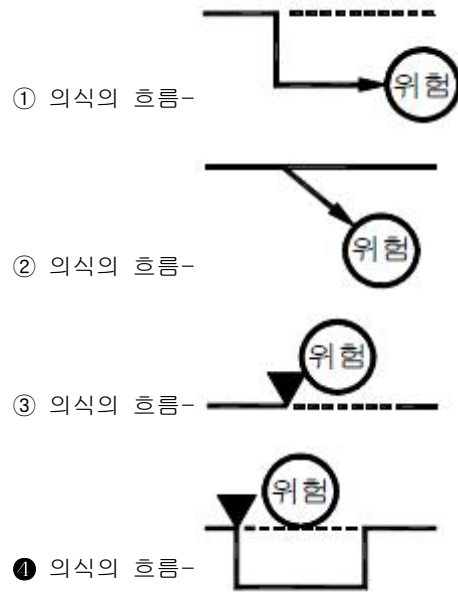 위험
① 의식의 흐름-
위험
② 의식의 흐름-
위험
③ 의식의 흐름-
위험
❹ 의식의 흐름-